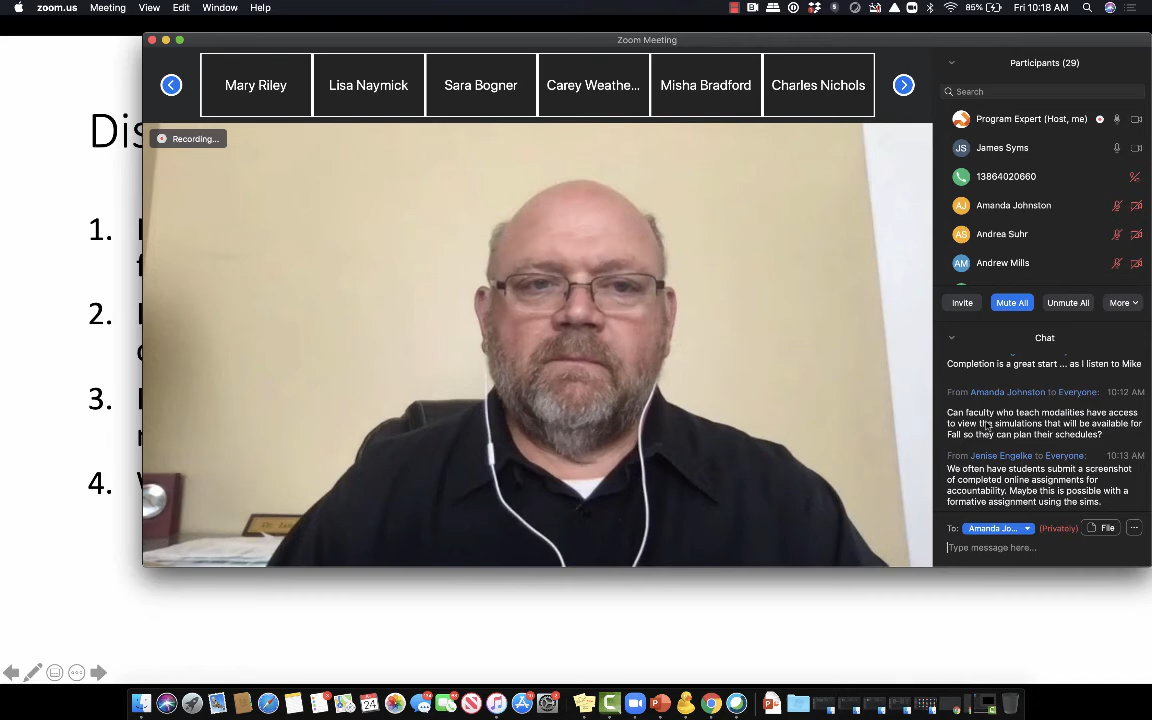 zoom.us Meeting View Edit Window Help
85% Fri 10:18 AM
Zoom Meeting
Mary Riley
Lisa Naymick
Sara Bogner
Carey Weathe...
Misha Bradford
Charles Nichols
Recording...
Dis
1.
2.
3.
4.
Participants (29)
Search
Program Expert (Host, me)
JS James Syms
13864020660
AJ Amanda Johnston
AS Andrea Suhr
AM Andrew Mills
Invite Mute All Unmute All More
Chat
Completion is a great start ... as I listen to Mike
From Amanda Johnston to Everyone: 10:12 AM
Can faculty who teach modalities have access
to view the simulations that will be available for
Fall so they can plan their schedules?
From Jenise Engelke to Everyone: 10:13 AM
We often have students submit a screenshot
of completed online assignments for
accountability. Maybe this is possible with a
formative assignment using the sims.
To: Amanda Jo... (Privately) File
Type message here...